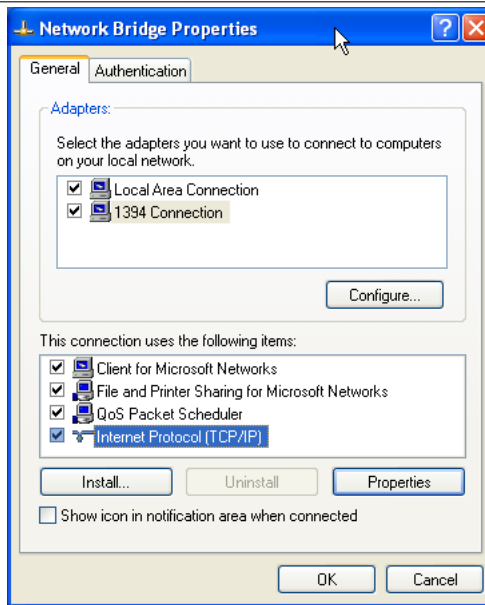 Network Bridge Properties
General
Authentication
Adapters:
Select the adapters you want to use to connect to computers
on your local network.
Local Area Connection
1394 Connection
Configure...
This connection uses the following items:
Client for Microsoft Networks
File and Printer Sharing for Microsoft Networks
QoS Packet Scheduler
Internet Protocol (TCP/IP)
Install...
Uninstall
Properties
Show icon in notification area when connected
OK
Cancel